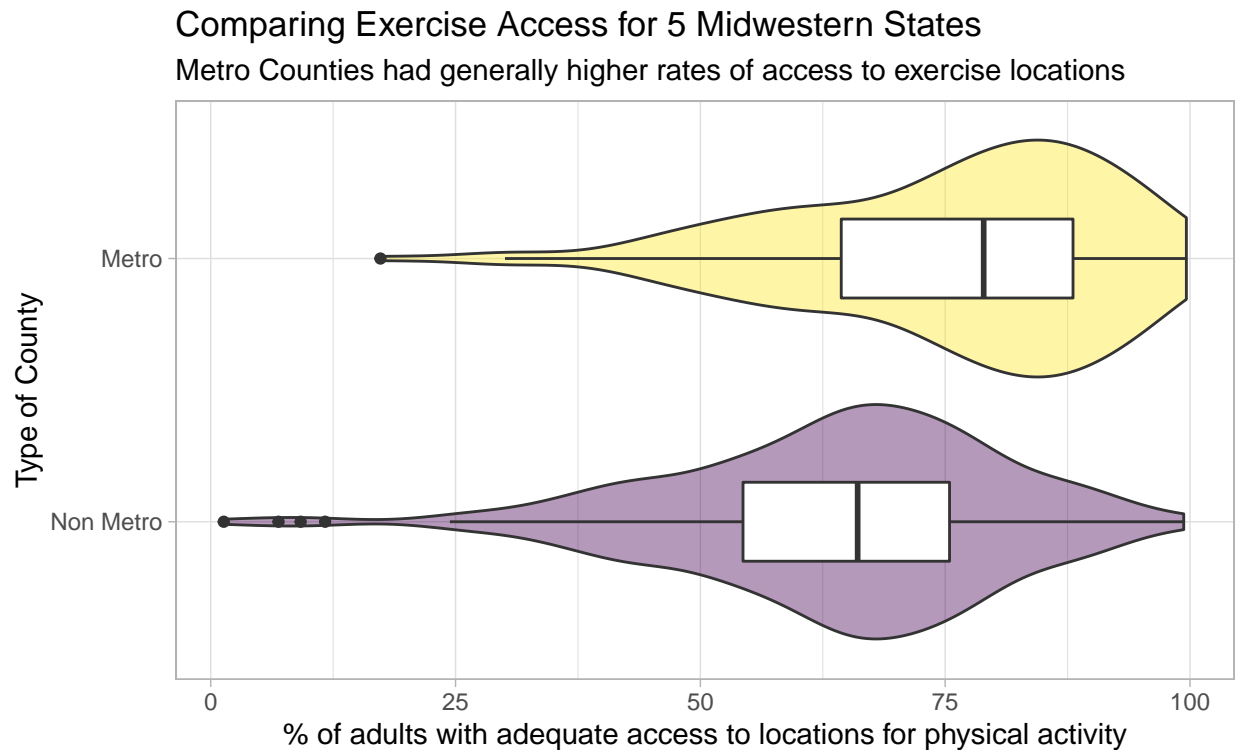 Comparing Exercise Access for 5 Midwestern States
Metro Counties had generally higher rates of access to exercise locations
Type of County
Metro
Non Metro
0 25 50 75 100
% of adults with adequate access to locations for physical activity